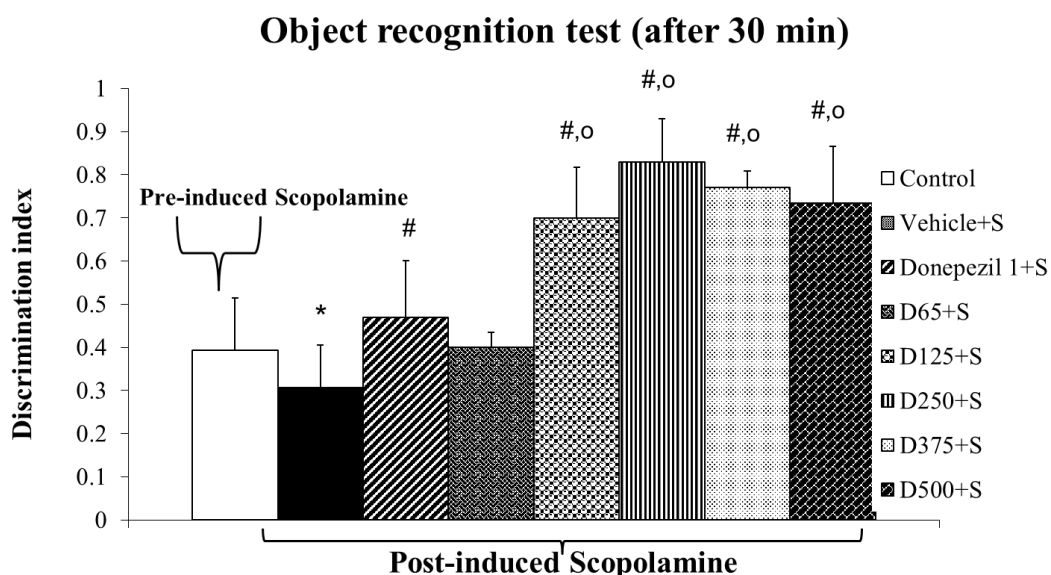 Object recognition test (after 30 min)
Discrimination index
1
0.9
0.8
0.7
0.6
0.5
0.4
0.3
0.2
0.1
0
Pre-induced Scopolamine
*
#
#,o
#,o
#,o
#,o
Control
Vehicle+S
Donepezil 1+S
D65+S
D125+S
D250+S
D375+S
D500+S
Post-induced Scopolamine